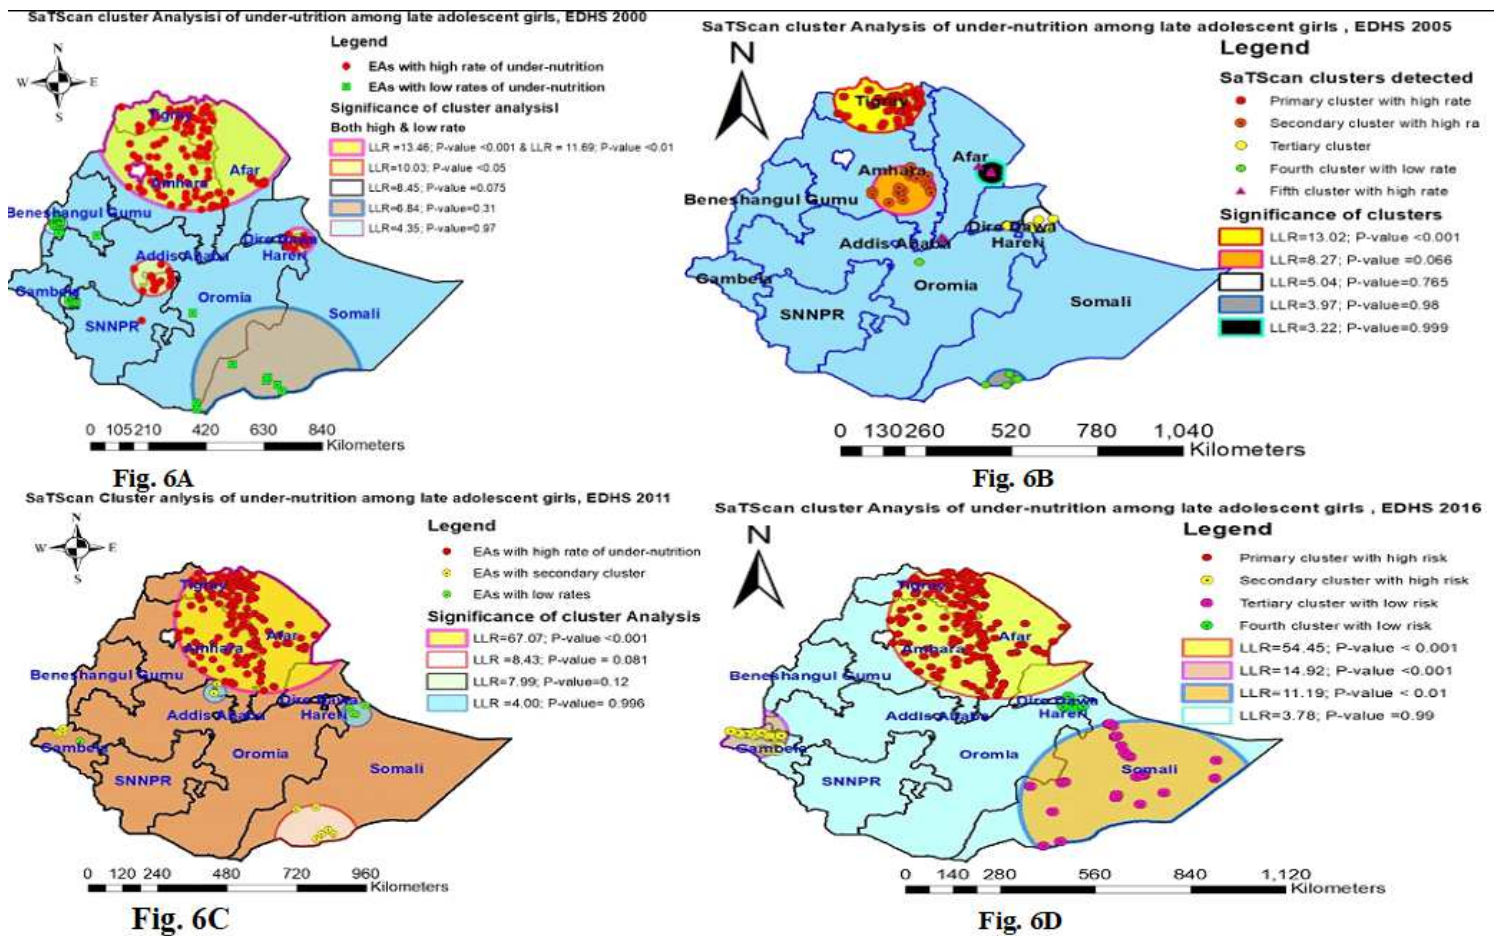 SaTScan cluster Analysisi of under-utrition among late adolescent girls, EDHS 2000
N
W
E
S
Legend
EAs with high rate of under-nutrition
EAs with low rates of under-nutrition
Significance of cluster analysisI
Both high & low rate
LLR =13.46; P-value <0.001 & LLR = 11.69; P-value <0.01
LLR=10.03; P-value <0.05
LLR=8.45; P-value =0.075
LLR=6.84; P-value=0.31
LLR=4.35; P-value=0.97
Tigray
Afar
Amhara
Beneshangul Gumu
Dire Dawa
Addis Ababa
Hareri
Gambela
Oromia
Somali
SNNPR
0 105 210 420 630 840
Kilometers
Fig. 6A
SaTScan cluster Analysis of under-nutrition among late adolescent girls , EDHS 2005
N
Legend
SaTScan clusters detected
Primary cluster with high rate
Secondary cluster with high ra
Tertiary cluster
Fourth cluster with low rate
Fifth cluster with high rate
Significance of clusters
LLR=13.02; P-value <0.001
LLR=8.27; P-value =0.066
LLR=5.04; P-value=0.765
LLR=3.97; P-value=0.98
LLR=3.22; P-value=0.999
Tigray
Afar
Amhara
Beneshangul Gumu
Dire Dawa
Addis Ababa
Hareri
Gambela
Oromia
Somali
SNNPR
0 130 260 520 780 1,040
Kilometers
Fig. 6B
SaTScan Cluster anlysis of under-nutrition among late adolescent girls, EDHS 2011
N
W
E
S
Legend
EAs with high rate of under-nutrition
EAs with secondary cluster
EAs with low rates
Significance of cluster Analysis
LLR=67.07; P-value <0.001
LLR =8.43; P-value = 0.081
LLR=7.99; P-value=0.12
LLR =4.00; P-value= 0.996
Tigray
Afar
Amhara
Beneshangul Gumu
Dire Dawa
Addis Ababa
Hareri
Gambela
Oromia
Somali
SNNPR
0 120 240 480 720 960
Kilometers
Fig. 6C
SaTScan cluster Anaysis of under-nutrition among late adolescent girls , EDHS 2016
N
Legend
Primary cluster with high risk
Secondary cluster with high risk
Tertiary cluster with low risk
Fourth cluster with low risk
LLR=54.45; P-value < 0.001
LLR=14.92; P-value <0.001
LLR=11.19; P-value < 0.01
LLR=3.78; P-value =0.99
Tigray
Afar
Amhara
Beneshangul Gumu
Dire Dawa
Addis Ababa
Hareri
Gambela
Oromia
Somali
SNNPR
0 140 280 560 840 1,120
Kilometers
Fig. 6D